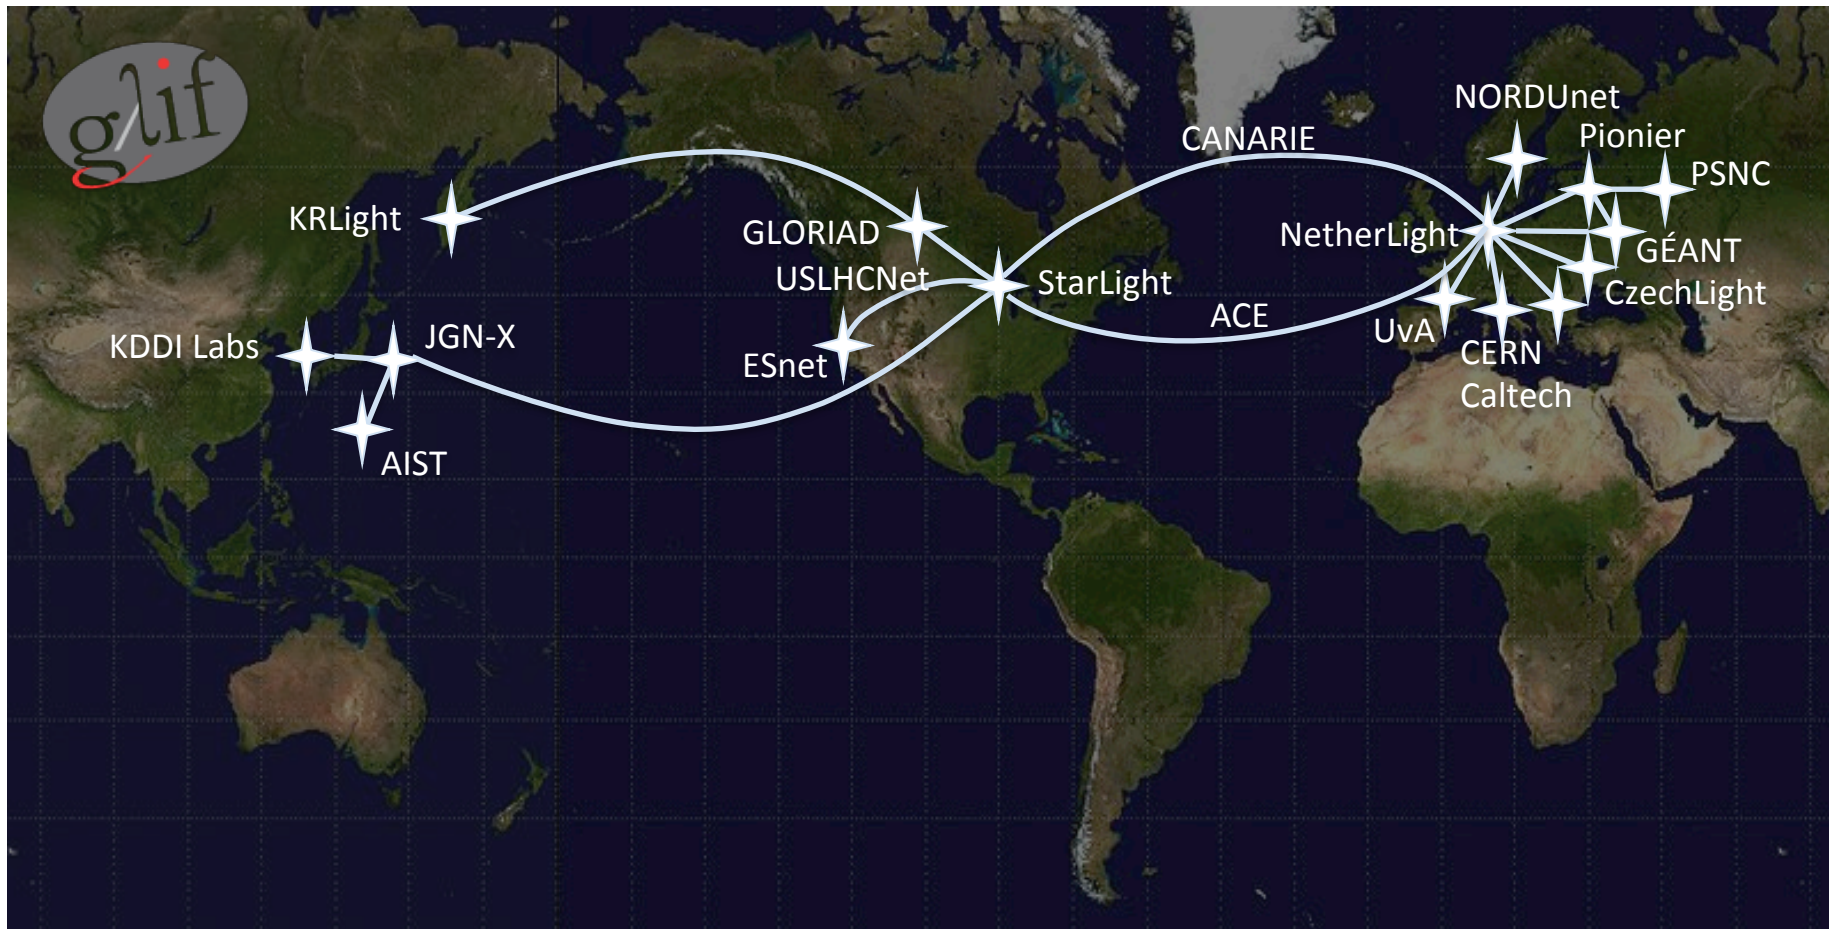 glif
NORDUnet
CANARIE
Pionier
PSNC
KRLight
GLORIAD
NetherLight
GÉANT
USLHCNet
StarLight
CzechLight
ACE
UvA
JGN-X
KDDI Labs
ESnet
CERN
Caltech
AIST